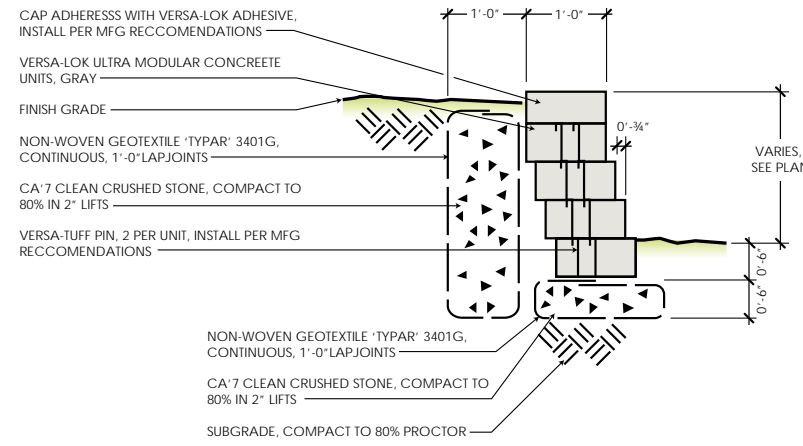 CAP ADHERESSS WITH VERSA-LOK ADHESIVE,
INSTALL PER MFG RECCOMENDATIONS
VERSA-LOK ULTRA MODULAR CONCREETE
UNITS, GRAY
FINISH GRADE
NON-WOVEN GEOTEXTILE ‘TYPAR’ 3401G,
CONTINUOUS, 1’-0”LAPJOINTS
CA’7 CLEAN CRUSHED STONE, COMPACT TO
80% IN 2” LIFTS
VERSA-TUFF PIN, 2 PER UNIT, INSTALL PER MFG
RECCOMENDATIONS
1’-0”
1’-0”
0’-¾”
VARIES,
SEE PLAN
0’-6”
0’-6”
NON-WOVEN GEOTEXTILE ‘TYPAR’ 3401G,
CONTINUOUS, 1’-0”LAPJOINTS
CA’7 CLEAN CRUSHED STONE, COMPACT TO
80% IN 2” LIFTS
SUBGRADE, COMPACT TO 80% PROCTOR